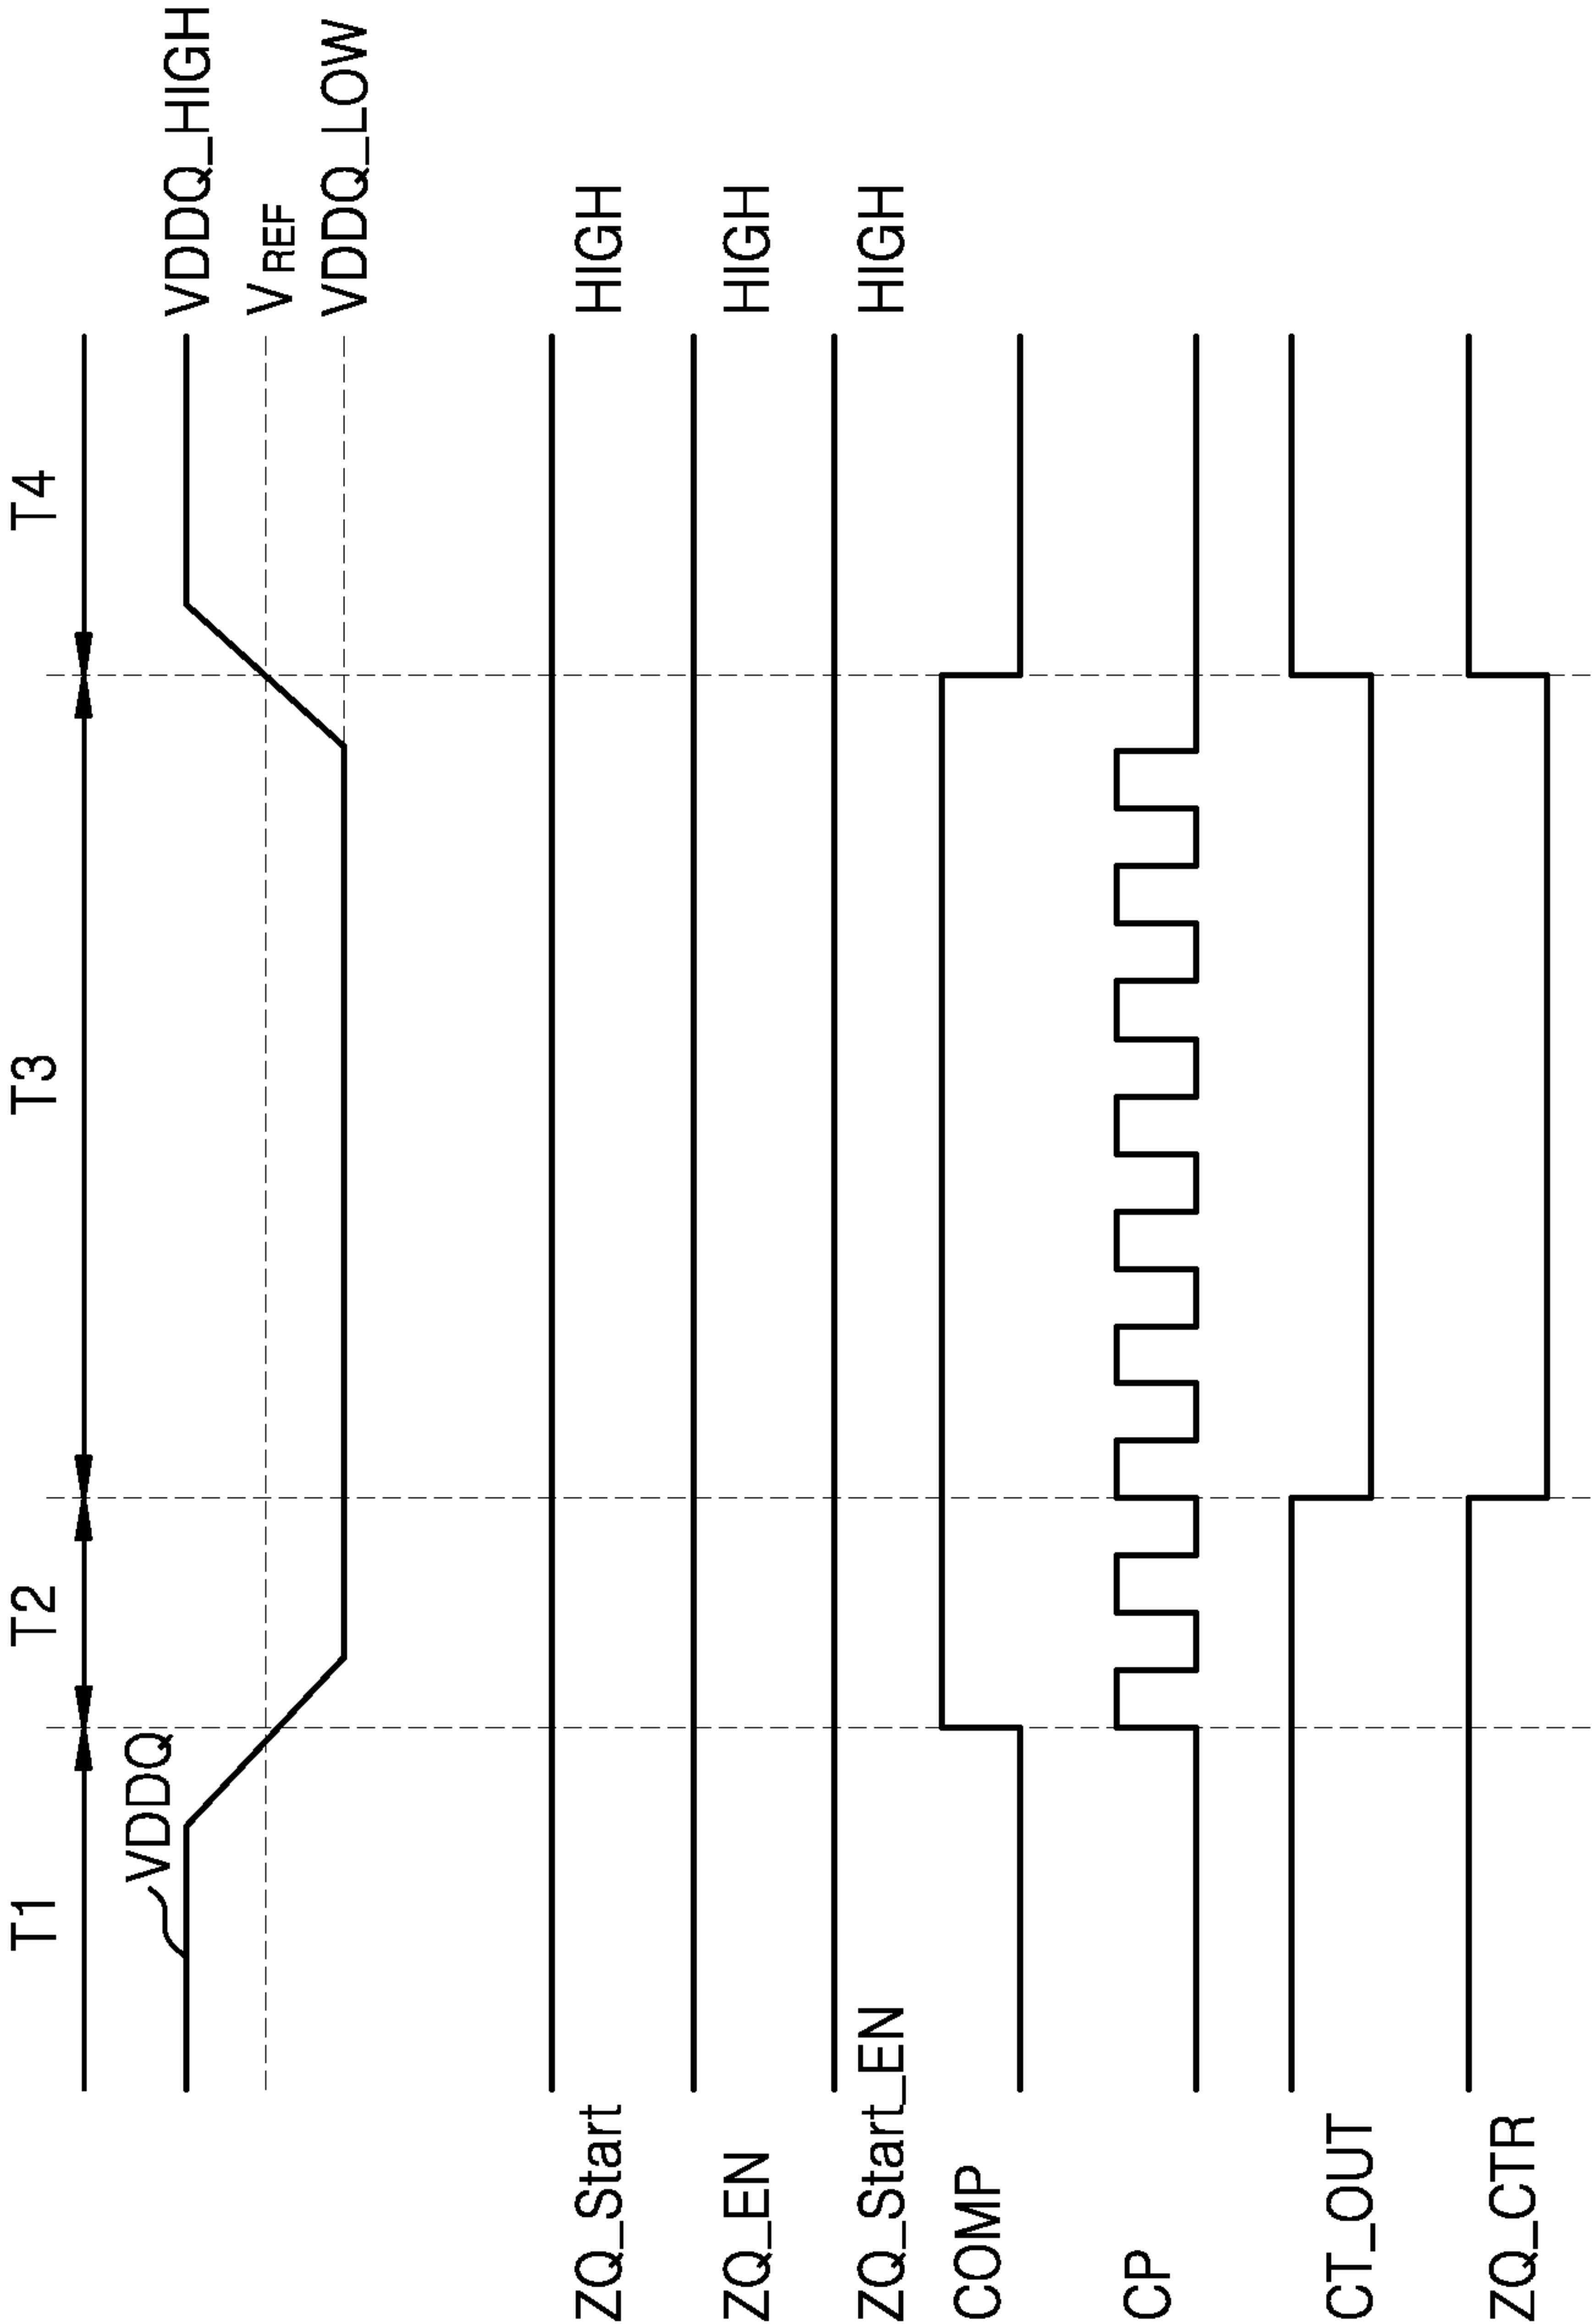 T1 T2 T3 T4
VDDQ
VDDQ_HIGH
VREF
VDDQ_LOW
ZQ_Start HIGH
ZQ_EN HIGH
ZQ_Start_EN HIGH
COMP
CP
CT_OUT
ZQ_CTR